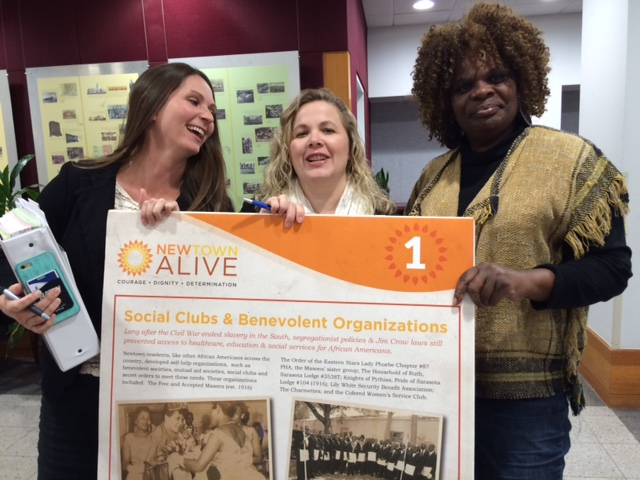 NEWTOWN
ALIVE
COURAGE • DIGNITY • DETERMINATION
1
Social Clubs & Benevolent Organizations
Long after the Civil War ended slavery in the South, segregationist policies & Jim Crow laws still
prevented access to healthcare, education & social services for African Americans.
Newtown residents, like other African Americans across the
country, developed self-help organizations, such as
benevolent societies, mutual aid societies, social clubs and
secret orders to meet those needs. These organizations
included: The Free and Accepted Masons (est. 1916)
The Order of the Eastern Stars Lady Phoebe Chapter #87
PHA, the Masons' sister group; The Household of Ruth,
Sarasota Lodge #3538T; Knights of Pythias, Pride of Sarasota
Lodge #104 (1916); Lily White Security Benefit Association;
The Charmettes, and the Colored Women's Service Club.